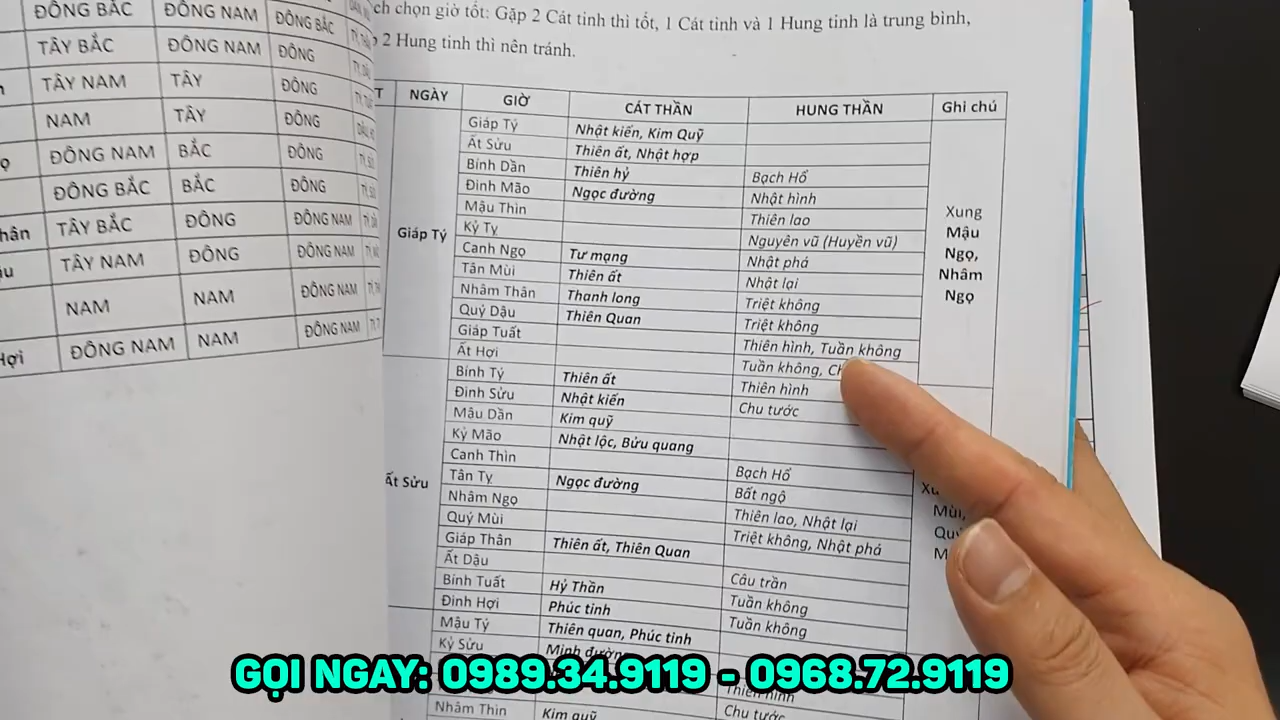 ĐÔNG BẮC ĐÔNG NAM ĐÔNG BẮC
TÂY BẮC ĐÔNG NAM ĐÔNG
TÂY NAM TÂY ĐÔNG
NAM TÂY ĐÔNG
ĐÔNG NAM BẮC ĐÔNG
ĐÔNG BẮC BẮC ĐÔNG
TÂY BẮC ĐÔNG ĐÔNG NAM
TÂY NAM ĐÔNG ĐÔNG NAM
NAM NAM ĐÔNG NAM
Hợi ĐÔNG NAM NAM ĐÔNG NAM
chọn giờ tốt: Gặp 2 Cát tinh thì tốt, 1 Cát tinh và 1 Hung tinh là trung bình,
2 Hung tinh thì nên tránh.
T NGÀY GIỜ CÁT THẦN HUNG THẦN Ghi chú
Giáp Tý Nhật kiến, Kim Quỹ
Ất Sửu Thiên ất, Nhật hợp
Bính Dần Thiên hỷ Bạch Hổ
Đinh Mão Ngọc đường Nhật hình
Mậu Thìn Thiên lao
Kỷ Tỵ Nguyên vũ (Huyền vũ)
Canh Ngọ Tư mạng Nhật phá
Tân Mùi Thiên ất Nhật lại
Nhâm Thân Thanh long Triệt không
Quý Dậu Thiên Quan Triệt không
Giáp Tuất Thiên hình, Tuần không
Ất Hợi Tuần không,
Giáp Tý
Xung
Mậu
Ngọ,
Nhâm
Ngọ
Bính Tý Thiên ất Thiên hình
Đinh Sửu Nhật kiến Chu tước
Mậu Dần Kim quỹ
Kỷ Mão Nhật lộc, Bửu quang
Canh Thìn Bạch Hổ
Tân Tỵ Ngọc đường Bất ngộ
Nhâm Ngọ Thiên lao, Nhật lại
Quý Mùi Triệt không, Nhật phá
Giáp Thân Thiên ất, Thiên Quan
Ất Dậu Câu trần
Bính Tuất Hỷ Thần Tuần không
Đinh Hợi Phúc tinh Tuần không
Ất Sửu
Mùi,
Mậu Tý Thiên quan, Phúc tinh
Kỷ Sửu Minh đường
Thiên hình
Nhâm Thìn Kim quỹ Chu tước
GỌI NGAY: 0989.34.9119 - 0968.72.9119